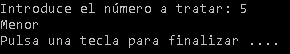 Introduce el número a tratar: 5
Menor
Pulsa una tecla para finalizar ....